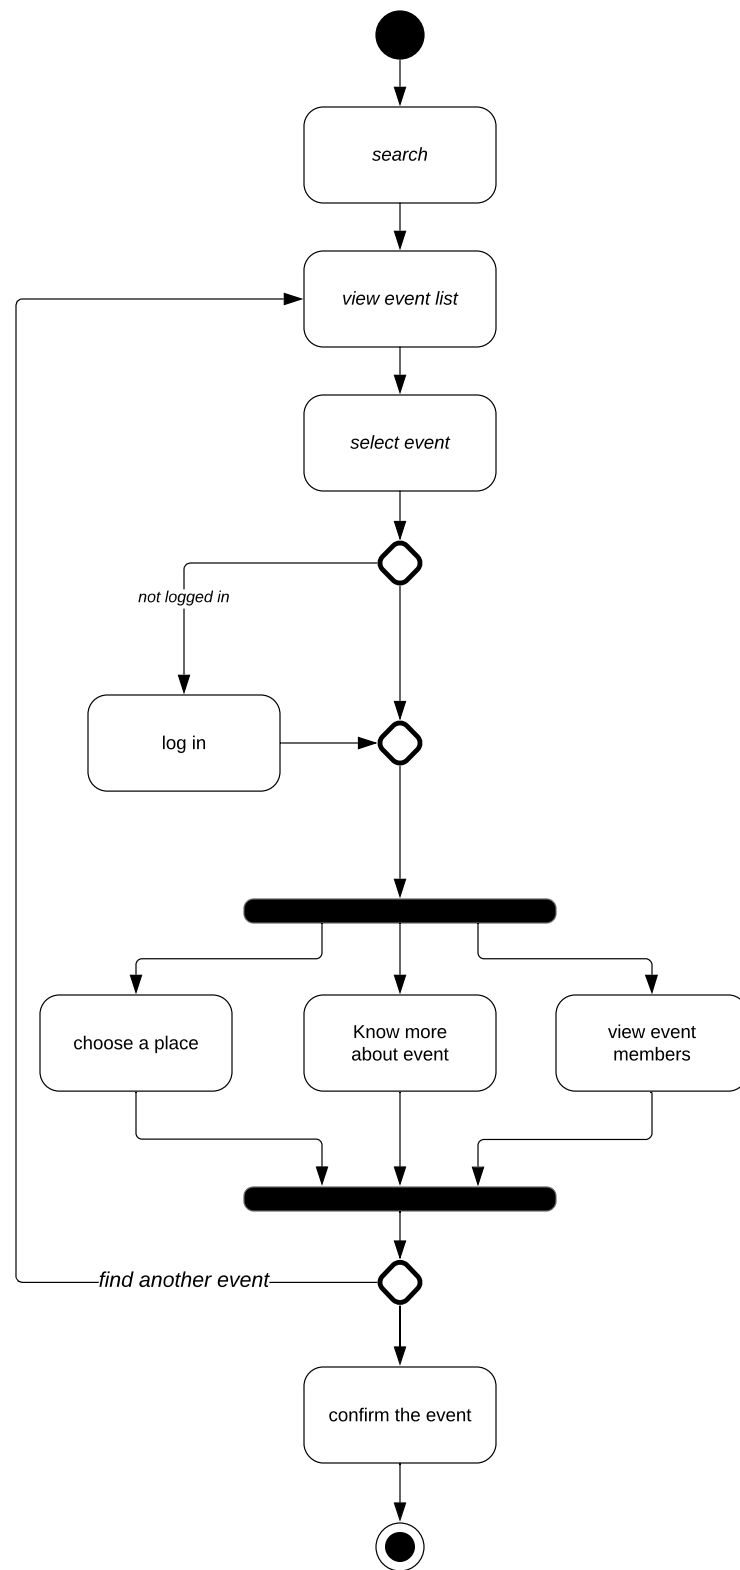 search
view event list
select event
not logged in
log in
choose a place
Know more
about event
view event
members
find another event
confirm the event